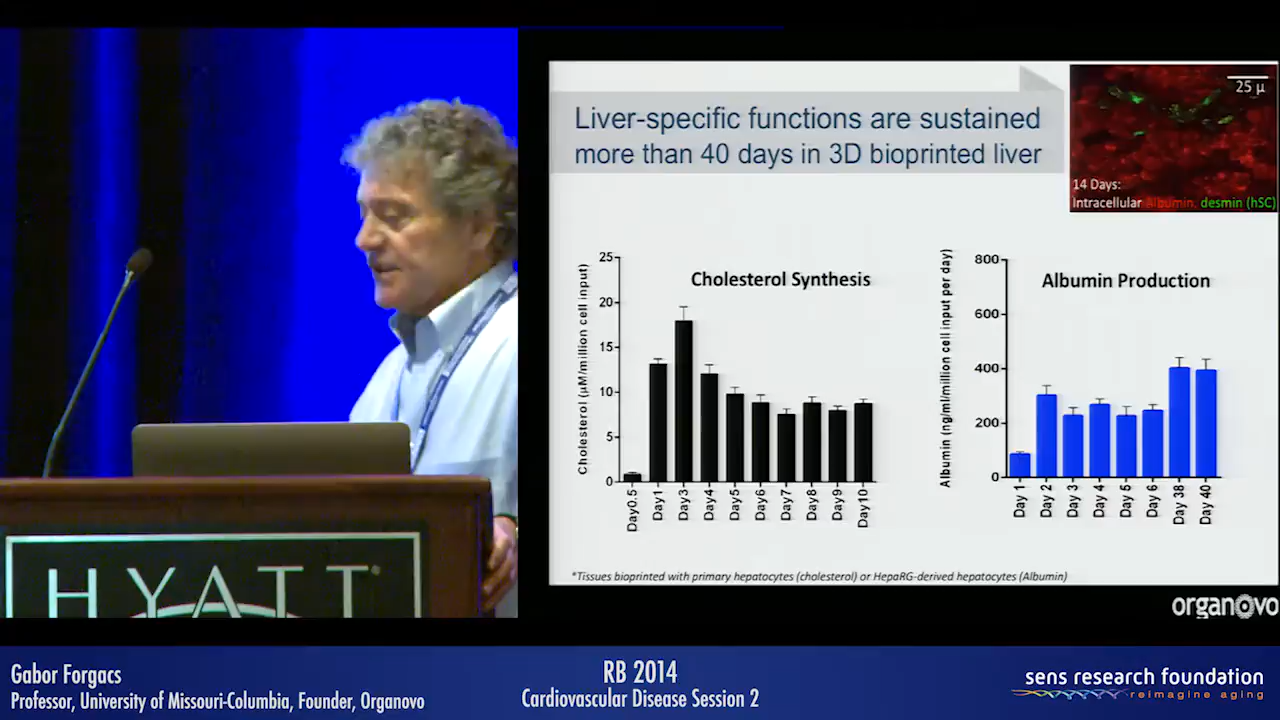 Liver-specific functions are sustained
more than 40 days in 3D bioprinted liver
25 µ
14 Days:
Intracellular Albumin, desmin (hSC)
Cholesterol Synthesis
Cholesterol (µM/million cell input)
25
20
15
10
5
0
Day0.5
Day1
Day3
Day4
Day5
Day6
Day7
Day8
Day9
Day10
Albumin Production
Albumin (ng/ml/million cell input per day)
800
600
400
200
0
Day 1
Day 2
Day 3
Day 4
Day 5
Day 6
Day 38
Day 40
*Tissues bioprinted with primary hepatocytes (cholesterol) or HepaRG-derived hepatocytes (Albumin)
organovo
HYATT®
Gabor Forgacs
Professor, University of Missouri-Columbia, Founder, Organovo
RB 2014
Cardiovascular Disease Session 2
sens research foundation
reimagine aging